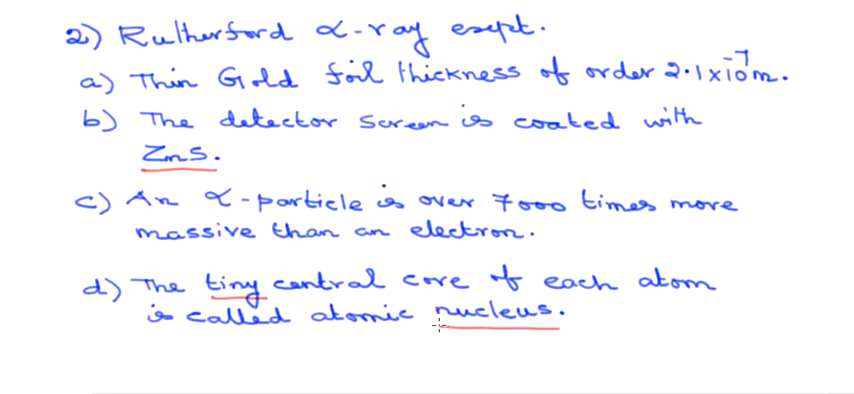 2) Rutherford α-ray expt.
a) Thin Gold foil thickness of order 2.1x10⁻⁷m.
b) The detector screen is coated with
ZnS.
c) An α-particle is over 7000 times more
massive than an electron.
d) The tiny central core of each atom
is called atomic nucleus.